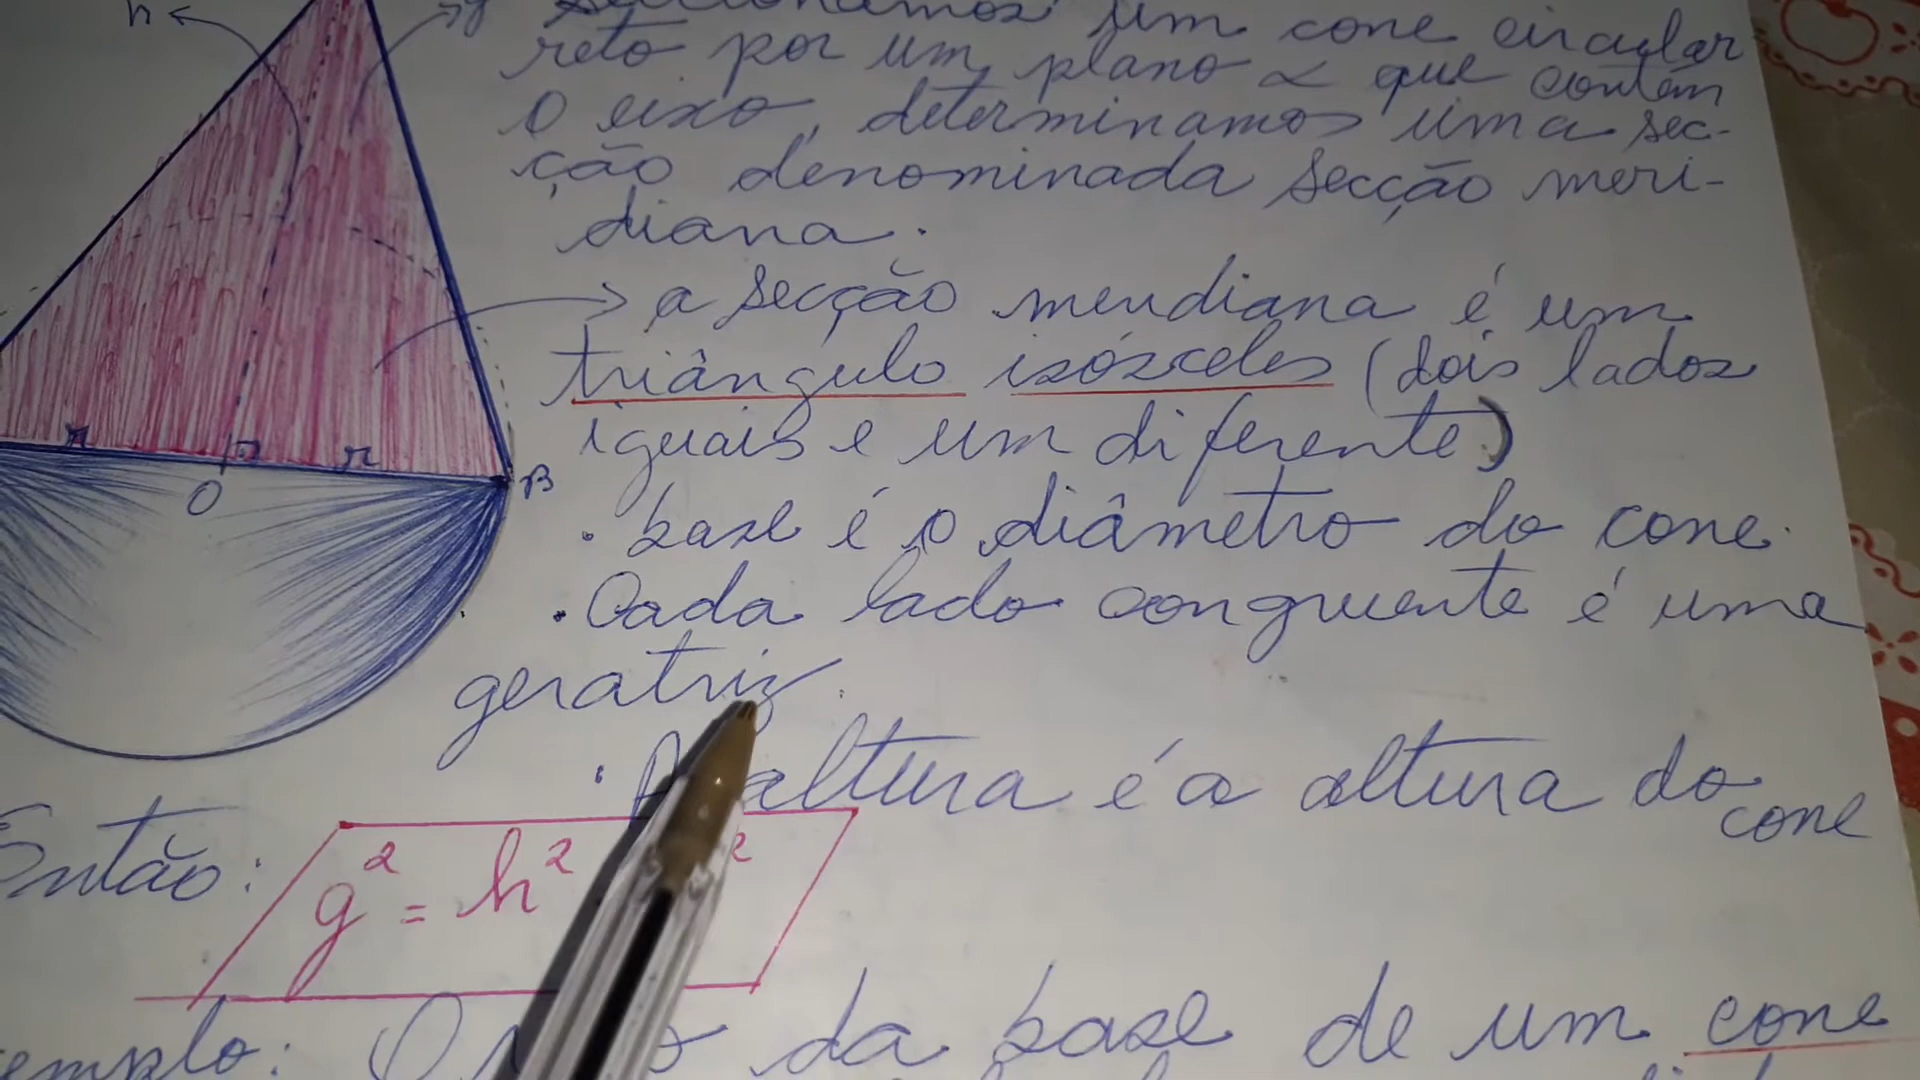 h
g
seccionamos um cone circular
reto por um plano α que contém
o eixo, determinamos uma sec-
ção denominada secção meri-
diana.
a secção meridiana é um
triângulo isósceles (dois lados
iguais e um diferente)
r
r
O
B
• base é o diâmetro do cone.
• Cada lado congruente é uma
geratriz.
• A altura é a altura do
cone
Então:
g² = h² ²
emplo: O da base de um cone